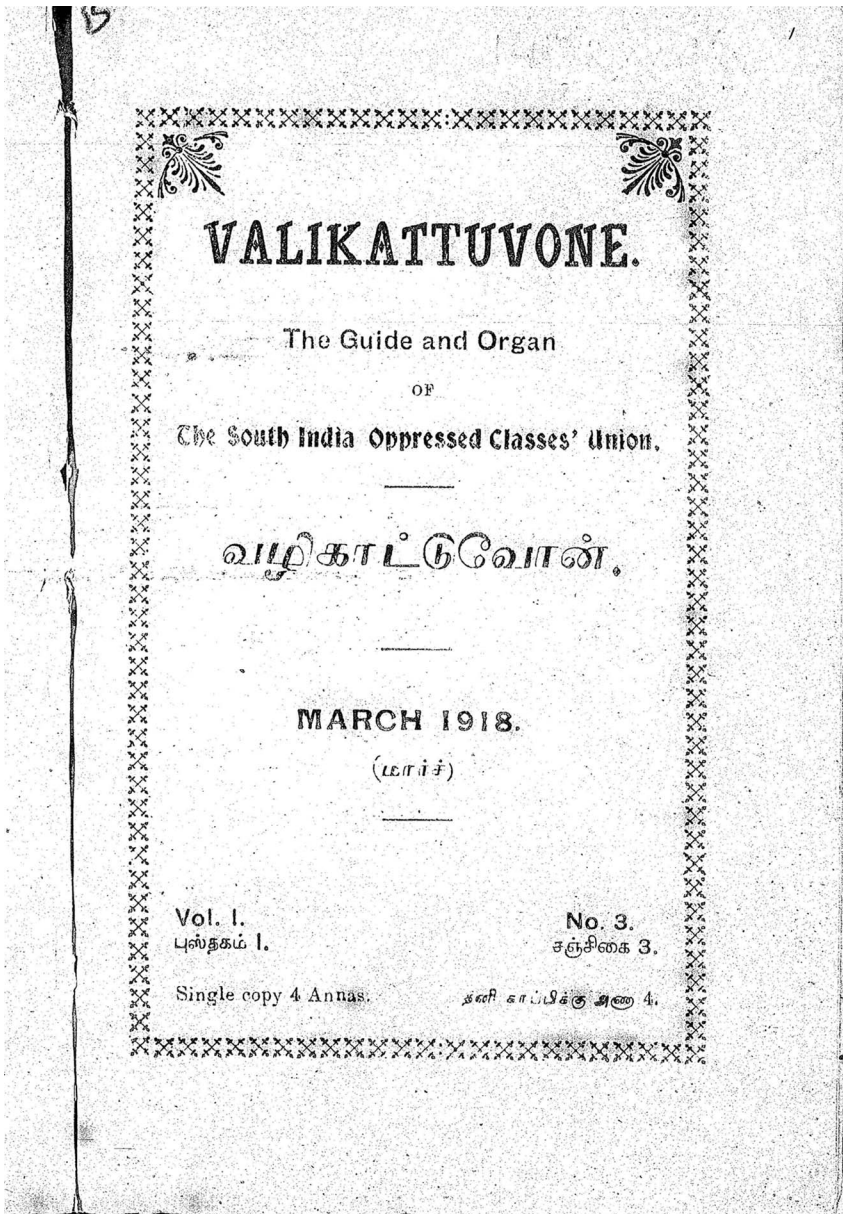 VALIKATTUVONE.
The Guide and Organ
OF
The South India Oppressed Classes' Union.
வழிகாட்டுவோன்.
MARCH 1918.
(மார்ச்)
Vol. I. No. 3.
புஸ்தகம் I. சஞ்சிகை 3.
Single copy 4 Annas. தனி காப்பிக்கு அணா 4.